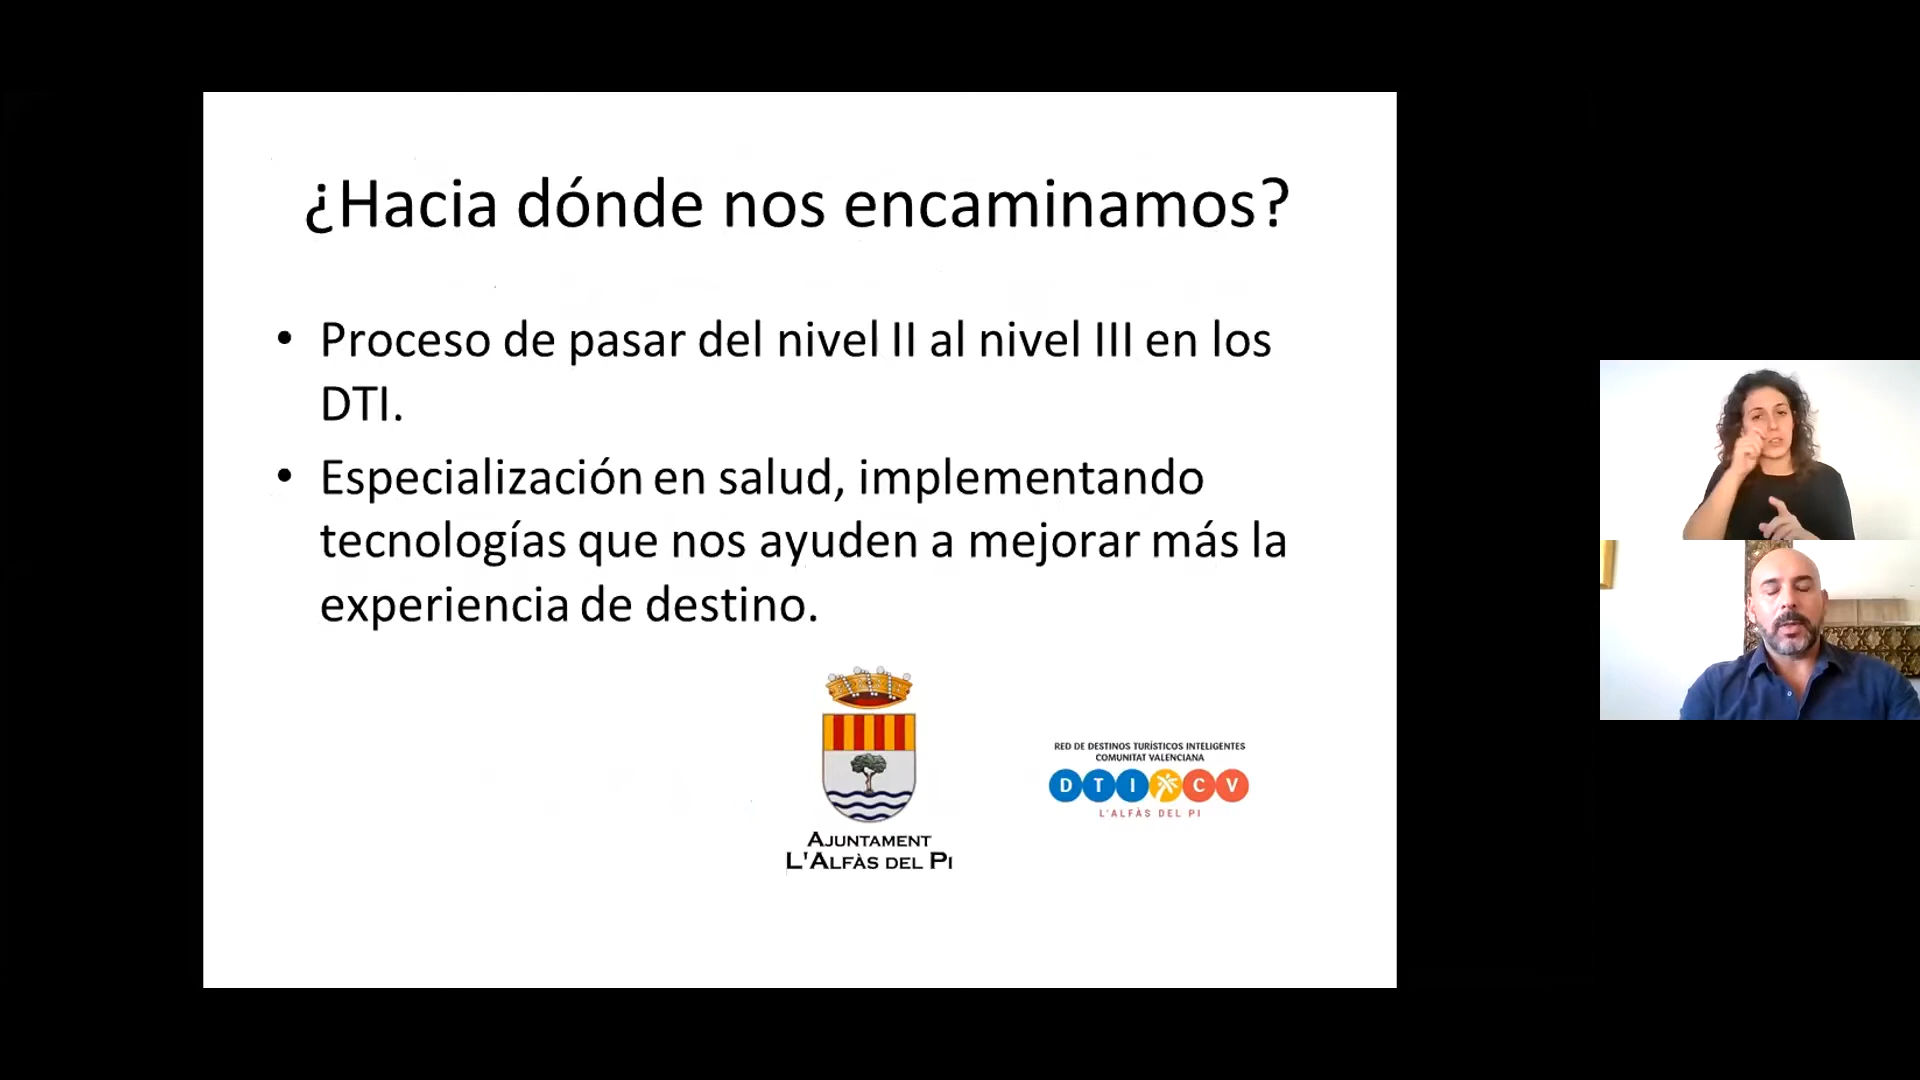 ¿Hacia dónde nos encaminamos?
• Proceso de pasar del nivel II al nivel III en los
DTI.
• Especialización en salud, implementando
tecnologías que nos ayuden a mejorar más la
experiencia de destino.
AJUNTAMENT
L'ALFÀS DEL PI
RED DE DESTINOS TURÍSTICOS INTELIGENTES
COMUNITAT VALENCIANA
DTI CV
L'ALFÀS DEL PI